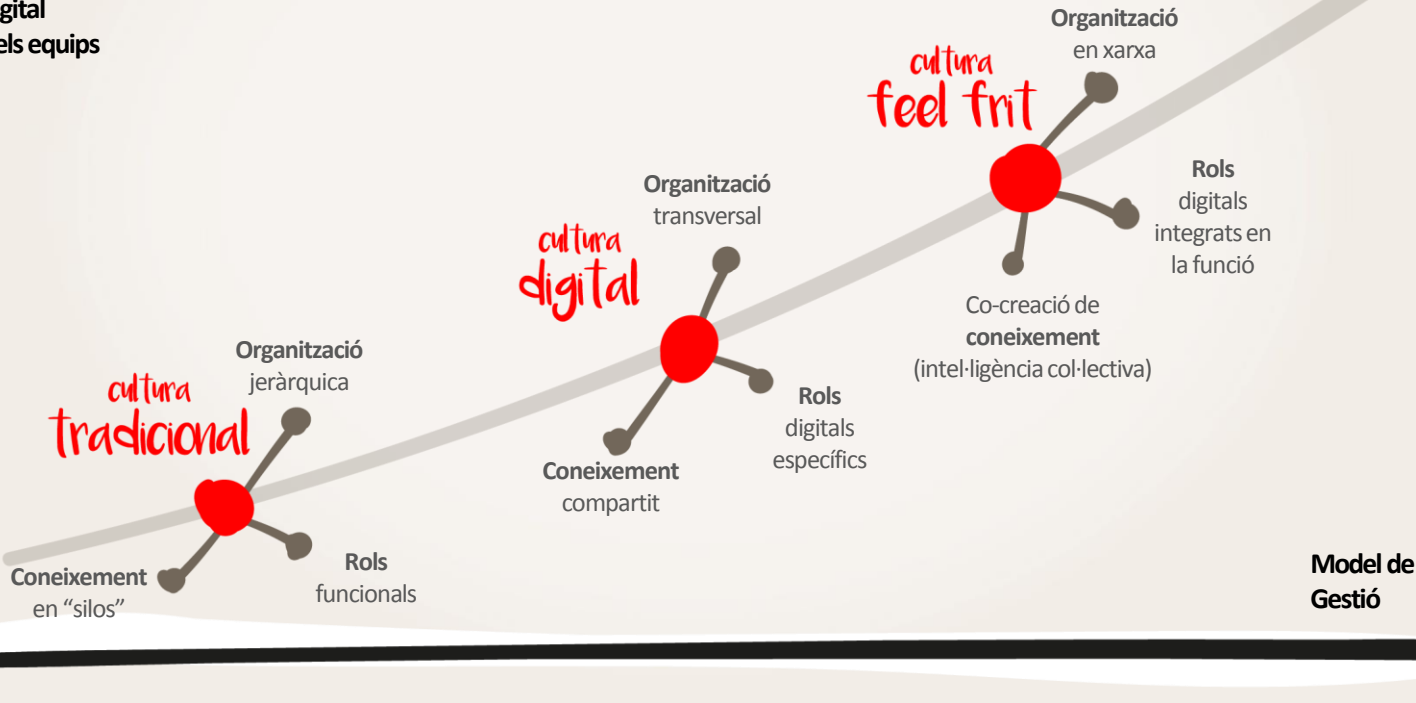 gital
els equips
cultura
tradicional
Organització
jeràrquica
Coneixement
en “silos”
Rols
funcionals
cultura
digital
Organització
transversal
Coneixement
compartit
Rols
digitals
específics
cultura
feel frit
Organització
en xarxa
Rols
digitals
integrats en
la funció
Co-creació de
coneixement
(intel·ligència col·lectiva)
Model de
Gestió